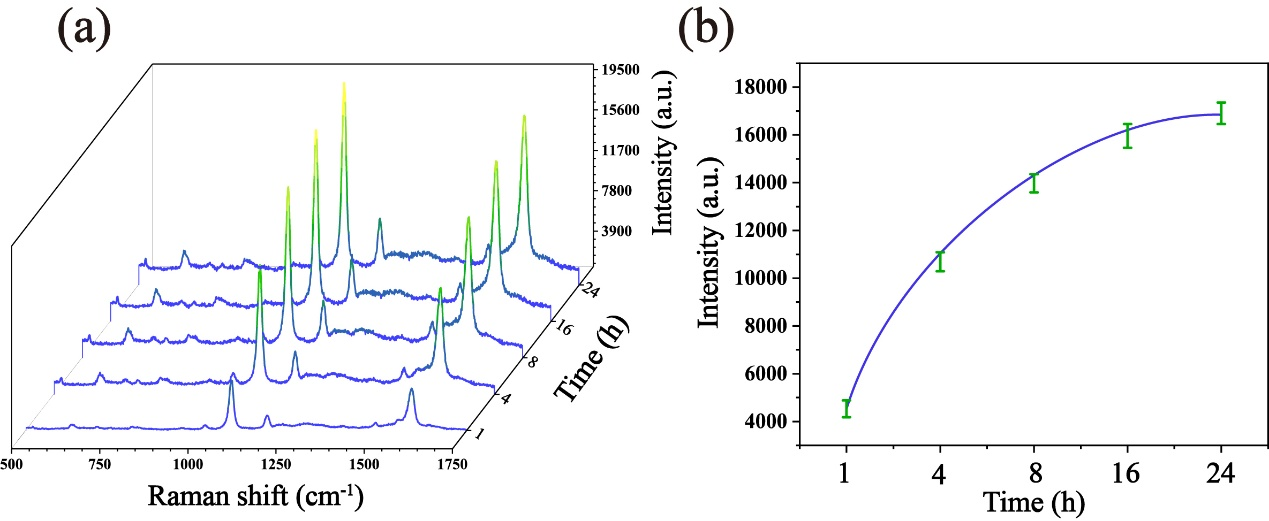 (a)
19500
15600
11700
7800
3900
Intensity (a.u.)
24
16
8
4
1
Time (h)
500 750 1000 1250 1500 1750
Raman shift (cm⁻¹)
(b)
18000
16000
14000
12000
10000
8000
6000
4000
Intensity (a.u.)
1 4 8 16 24
Time (h)